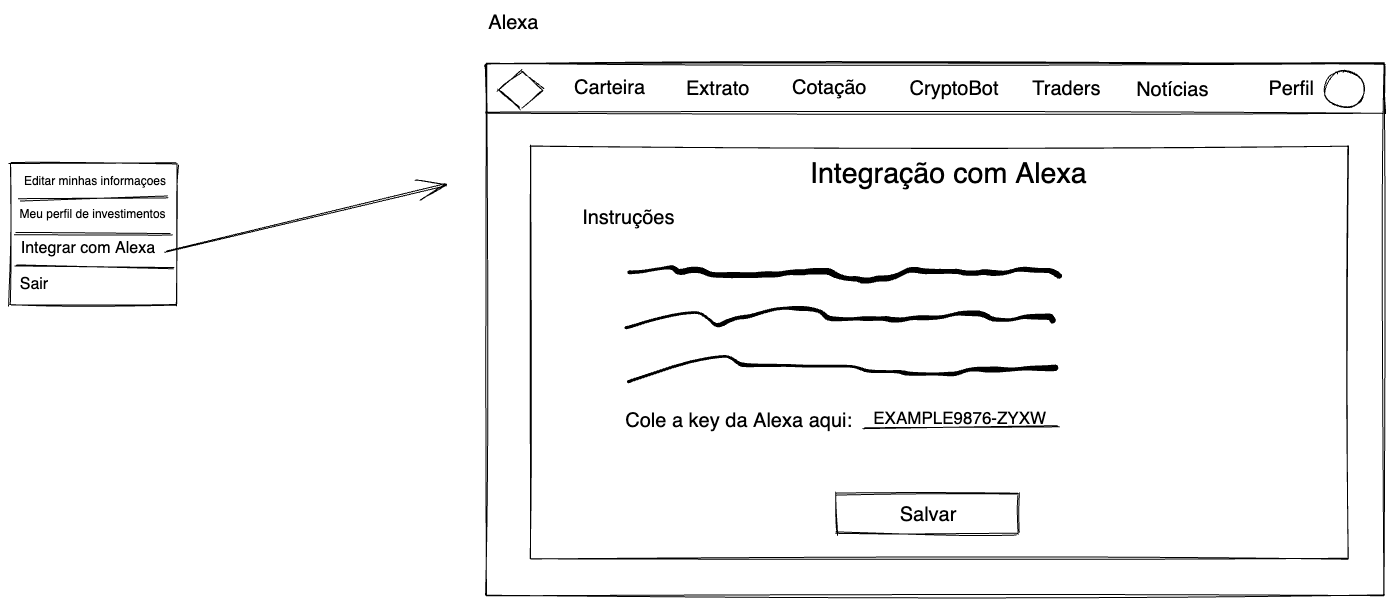 Alexa
Carteira Extrato Cotação CryptoBot Traders Notícias Perfil
Editar minhas informaçoes
Meu perfil de investimentos
Integrar com Alexa
Sair
Integração com Alexa
Instruções
Cole a key da Alexa aqui: EXAMPLE9876-ZYXW
Salvar